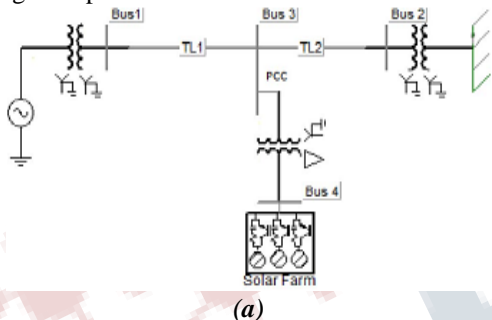 Bus1
Bus 3
Bus 2
TL1
TL2
PCC
Bus 4
Solar Farm
(a)